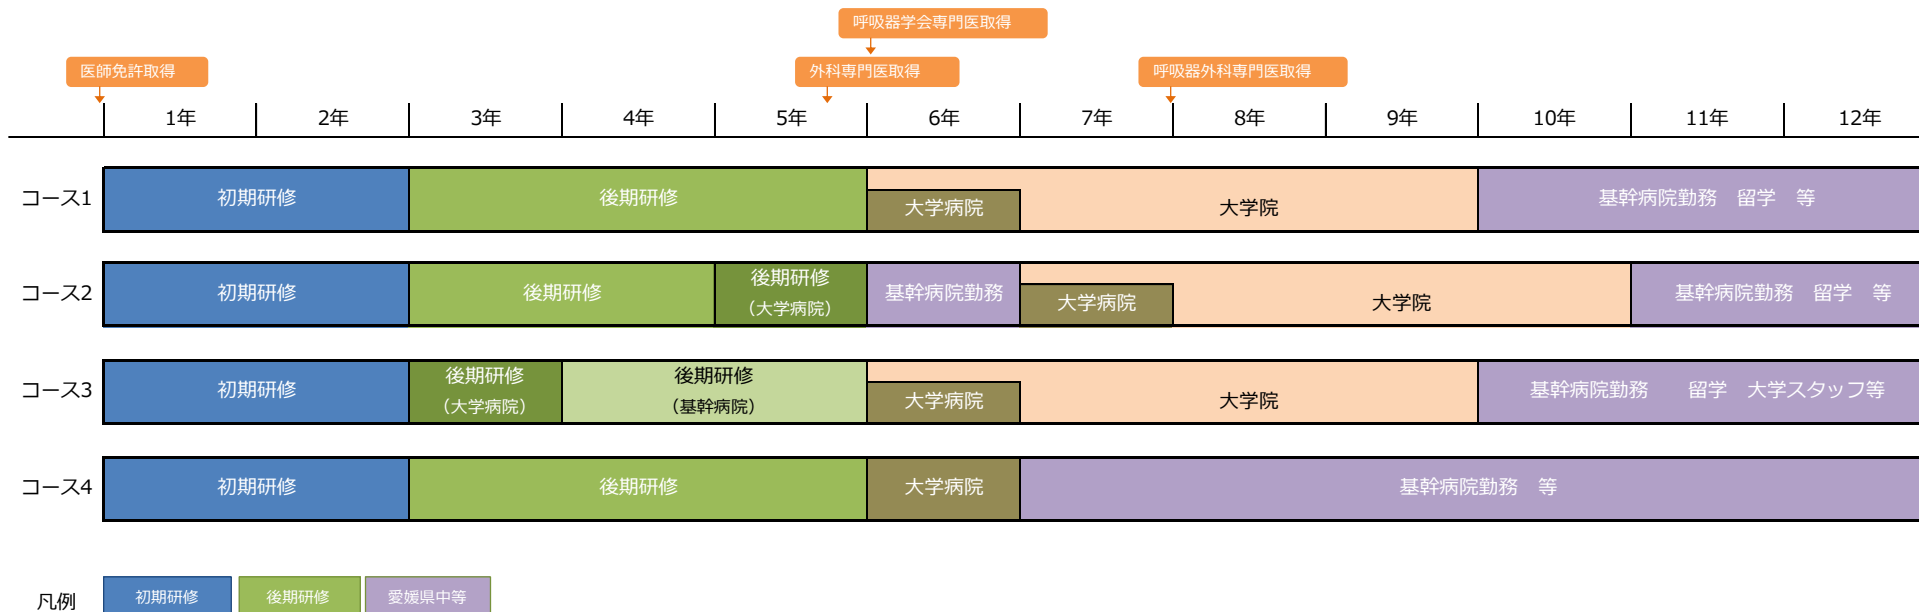 呼吸器学会専門医取得
医師免許取得
外科専門医取得
呼吸器外科専門医取得
1年 2年 3年 4年 5年 6年 7年 8年 9年 10年 11年 12年
コース1 初期研修 後期研修 大学病院 大学院 基幹病院勤務　留学　等
コース2 初期研修 後期研修 後期研修 基幹病院勤務 大学病院 大学院 基幹病院勤務　留学　等
（大学病院）
コース3 初期研修 後期研修 後期研修 大学病院 大学院 基幹病院勤務　　留学　大学スタッフ等
（大学病院） （基幹病院）
コース4 初期研修 後期研修 大学病院 基幹病院勤務　等
凡例 初期研修 後期研修 愛媛県中等